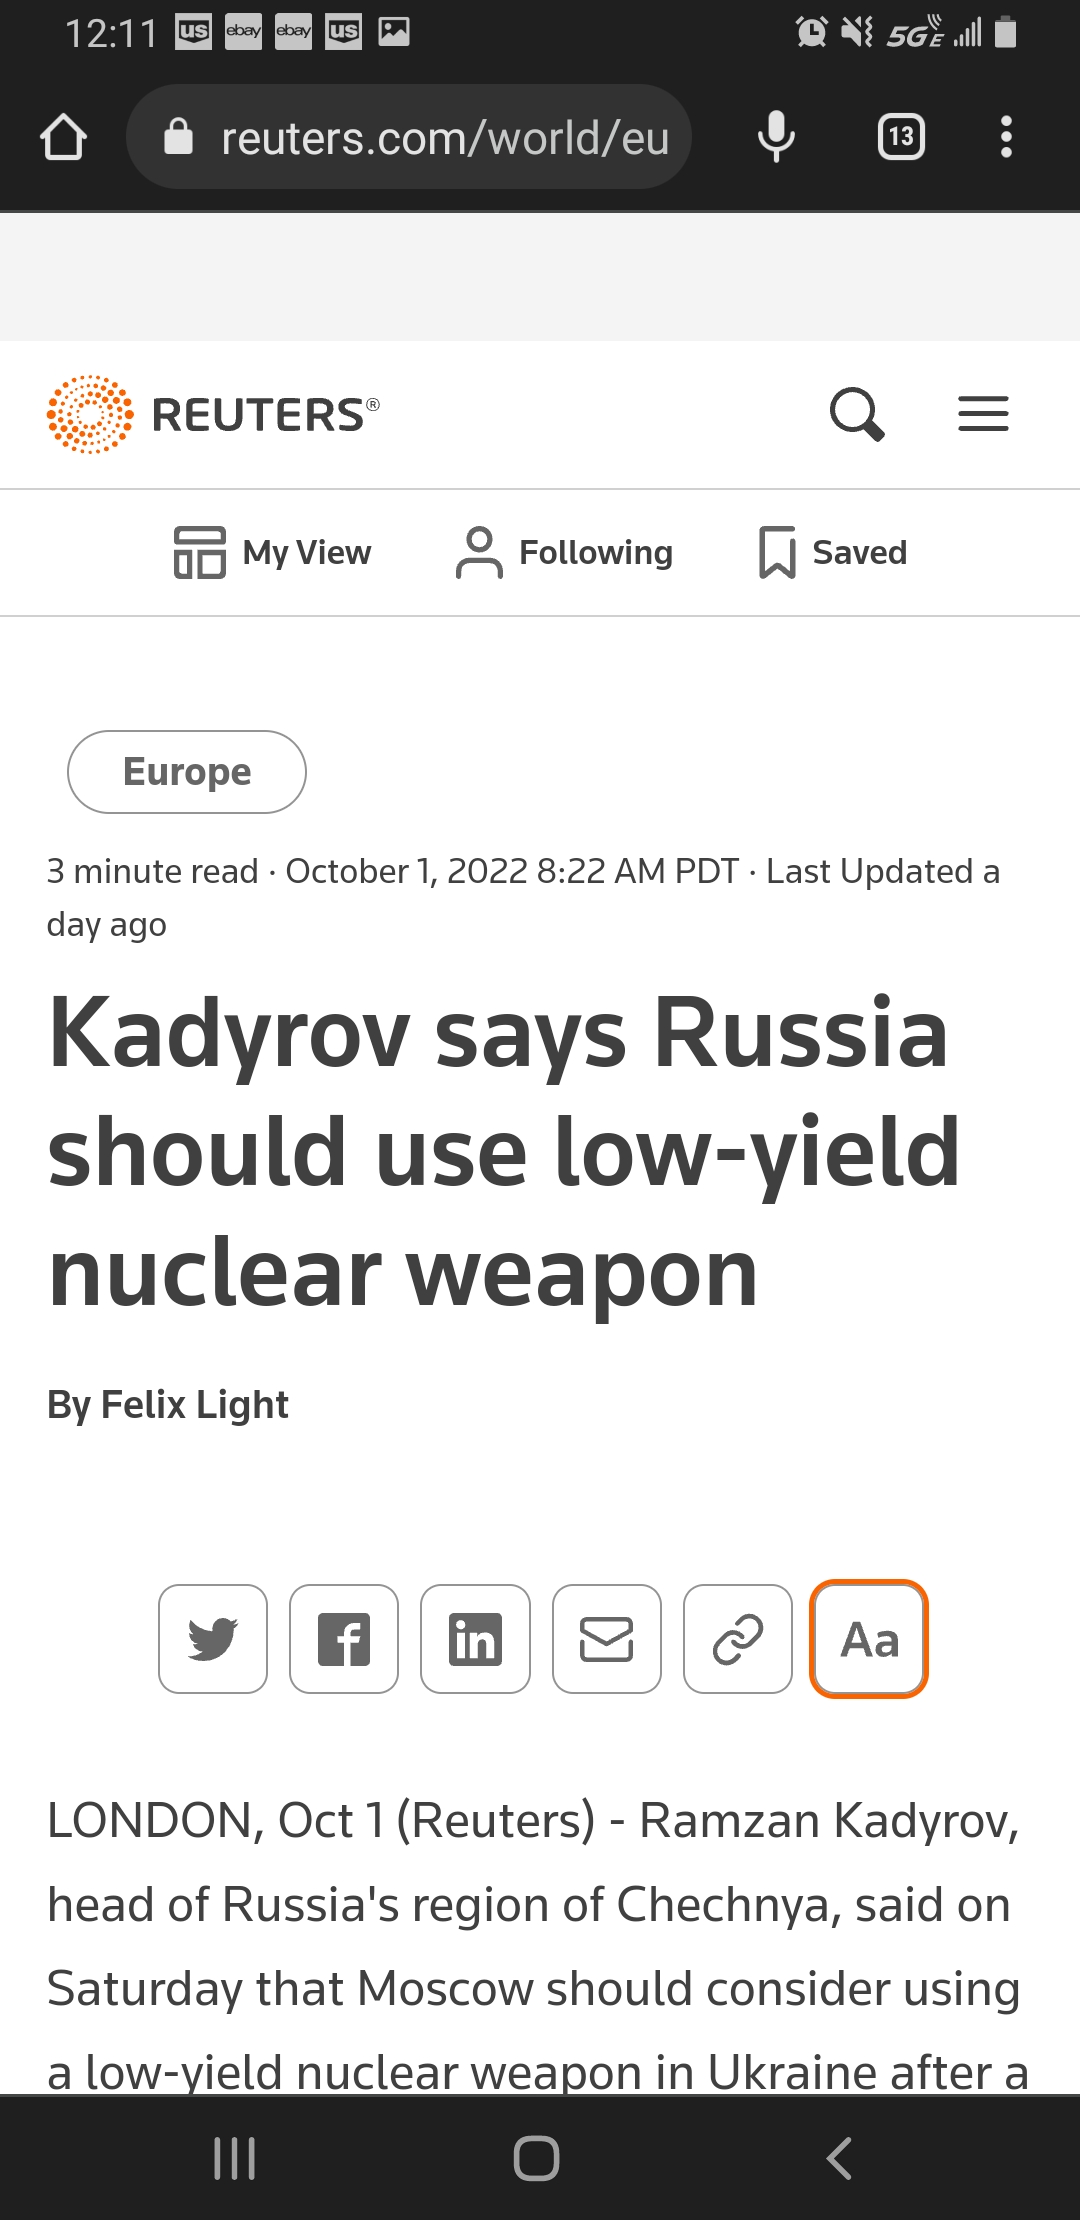 12:11 us ebay ebay us 5GE
reuters.com/world/eu 13
REUTERS®
My View Following Saved
Europe
3 minute read · October 1, 2022 8:22 AM PDT · Last Updated a
day ago
Kadyrov says Russia
should use low-yield
nuclear weapon
By Felix Light
f in Aa
LONDON, Oct 1 (Reuters) - Ramzan Kadyrov,
head of Russia's region of Chechnya, said on
Saturday that Moscow should consider using
a low-yield nuclear weapon in Ukraine after a